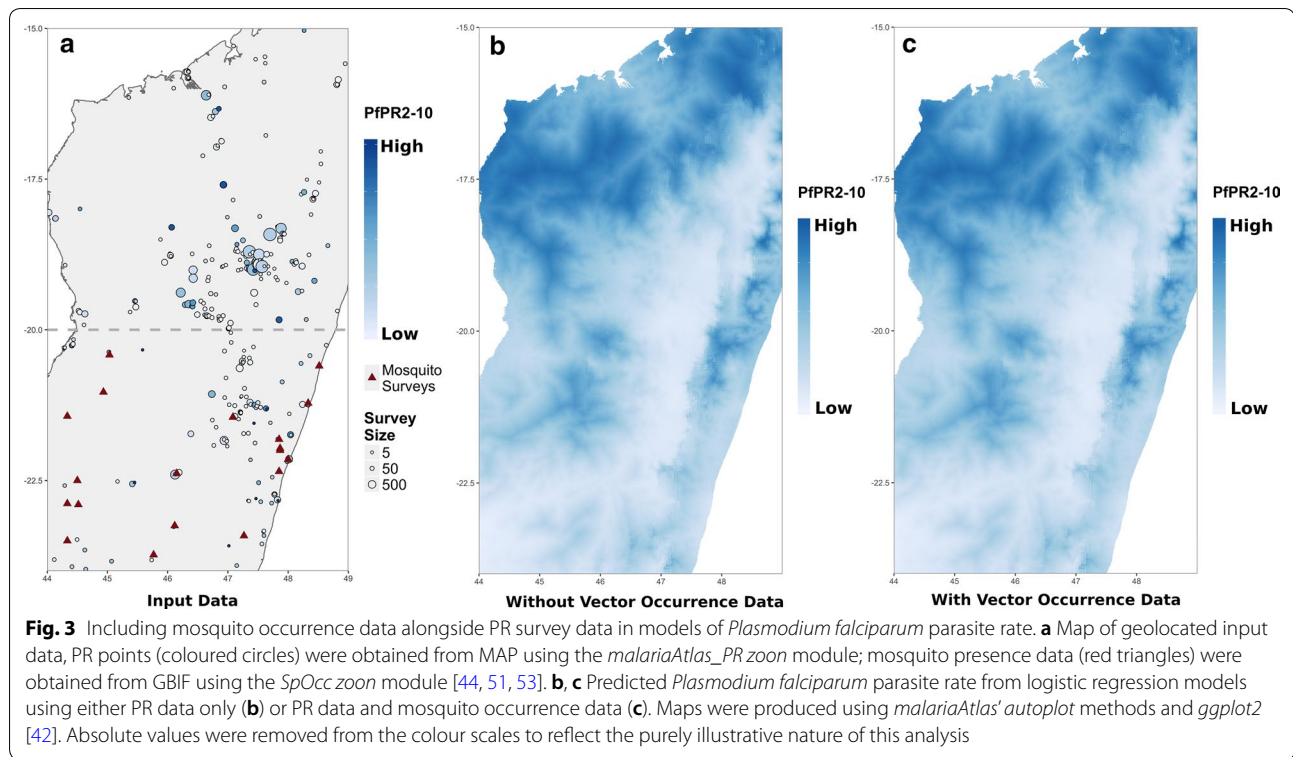 a
-15.0
-17.5
-20.0
-22.5
44 45 46 47 48 49
Input Data
PfPR2-10
High
Low
Mosquito
Surveys
Survey
Size
5
50
500
b
-15.0
-17.5
-20.0
-22.5
44 45 46 47 48
Without Vector Occurrence Data
PfPR2-10
High
Low
c
-15.0
-17.5
-20.0
-22.5
44 45 46 47 48
With Vector Occurrence Data
PfPR2-10
High
Low
Fig. 3 Including mosquito occurrence data alongside PR survey data in models of Plasmodium falciparum parasite rate. a Map of geolocated input
data, PR points (coloured circles) were obtained from MAP using the malariaAtlas_PR zoon module; mosquito presence data (red triangles) were
obtained from GBIF using the SpOcc zoon module [44, 51, 53]. b, c Predicted Plasmodium falciparum parasite rate from logistic regression models
using either PR data only (b) or PR data and mosquito occurrence data (c). Maps were produced using malariaAtlas' autoplot methods and ggplot2
[42]. Absolute values were removed from the colour scales to reflect the purely illustrative nature of this analysis